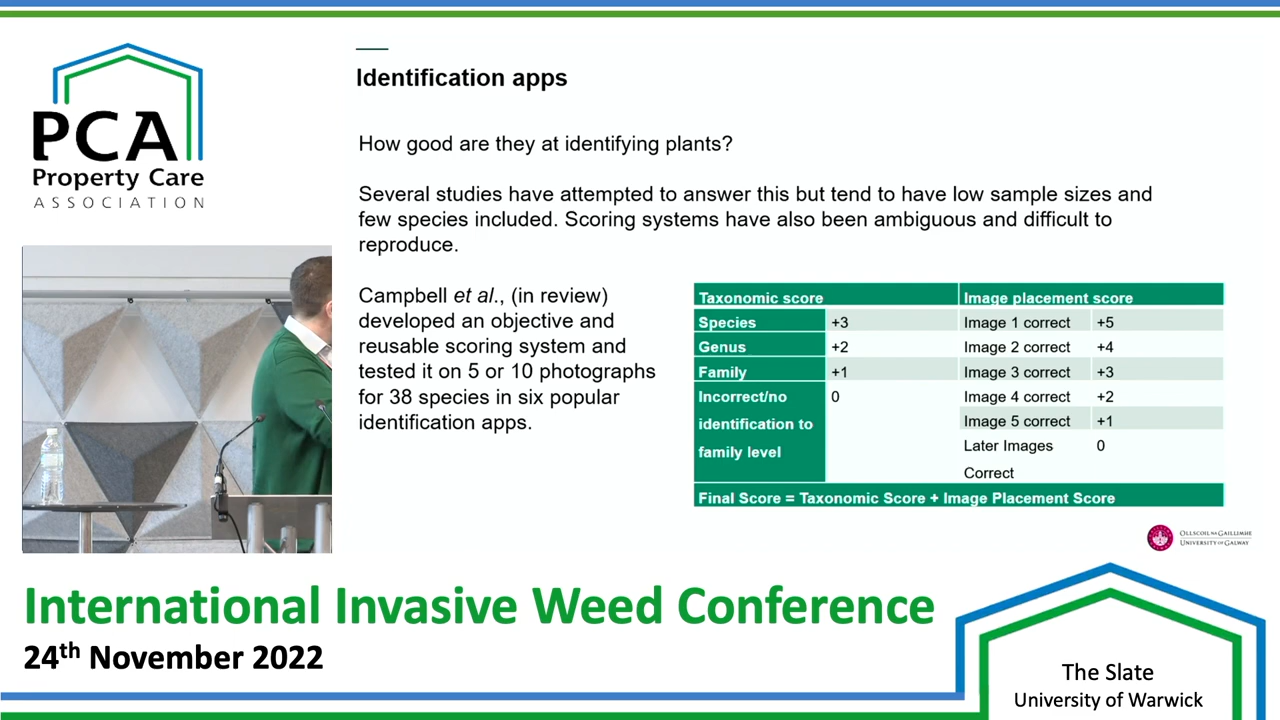 PCA
Property Care
ASSOCIATION
Identification apps
How good are they at identifying plants?
Several studies have attempted to answer this but tend to have low sample sizes and
few species included. Scoring systems have also been ambiguous and difficult to
reproduce.
Campbell et al., (in review)
developed an objective and
reusable scoring system and
tested it on 5 or 10 photographs
for 38 species in six popular
identification apps.
Taxonomic score Image placement score
Species +3 Image 1 correct +5
Genus +2 Image 2 correct +4
Family +1 Image 3 correct +3
Incorrect/no 0 Image 4 correct +2
identification to Image 5 correct +1
family level Later Images 0
Correct
Final Score = Taxonomic Score + Image Placement Score
OLLSCOIL NA GAILLIMHE
UNIVERSITY OF GALWAY
International Invasive Weed Conference
24th November 2022
The Slate
University of Warwick